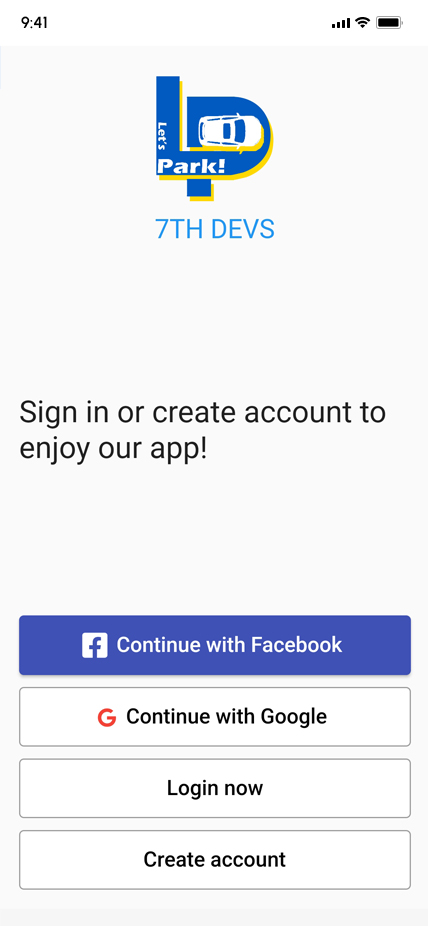 9:41
Let's
Park!
7TH DEVS
Sign in or create account to
enjoy our app!
Continue with Facebook
G Continue with Google
Login now
Create account